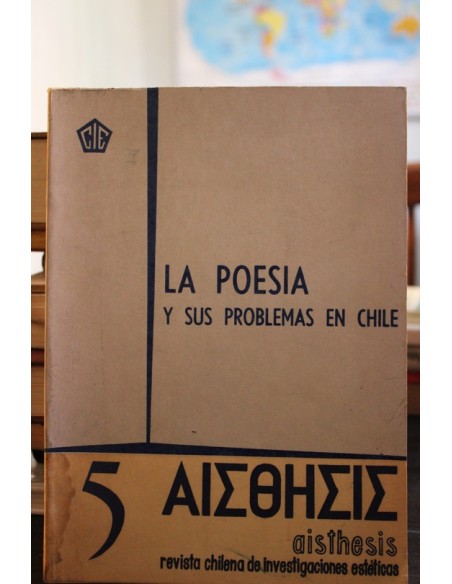 CIE
LA POESIA
Y SUS PROBLEMAS EN CHILE
5 ΑΙΣΘΗΣΙΣ
aisthesis
revista chilena de investigaciones estéticas